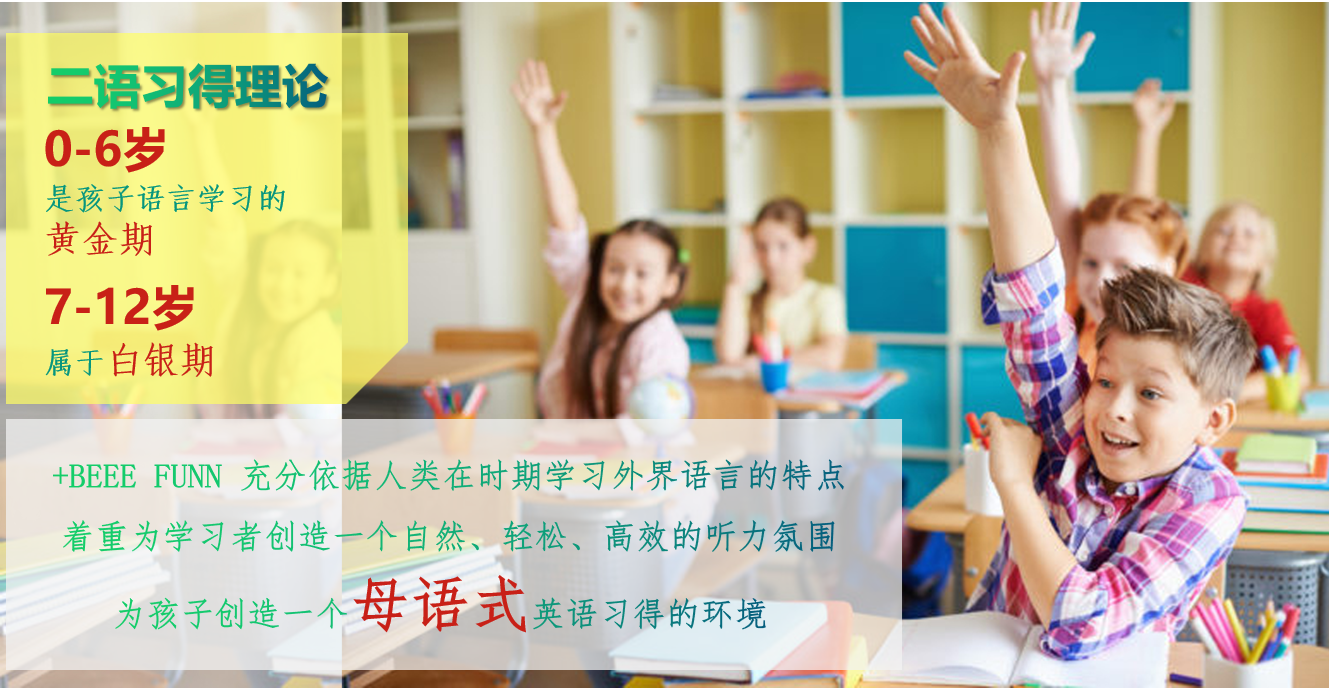 二语习得理论
0-6岁
是孩子语言学习的
黄金期
7-12岁
属于白银期
+BEEE FUNN 充分依据人类在时期学习外界语言的特点
着重为学习者创造一个自然、轻松、高效的听力氛围
为孩子创造一个母语式英语习得的环境